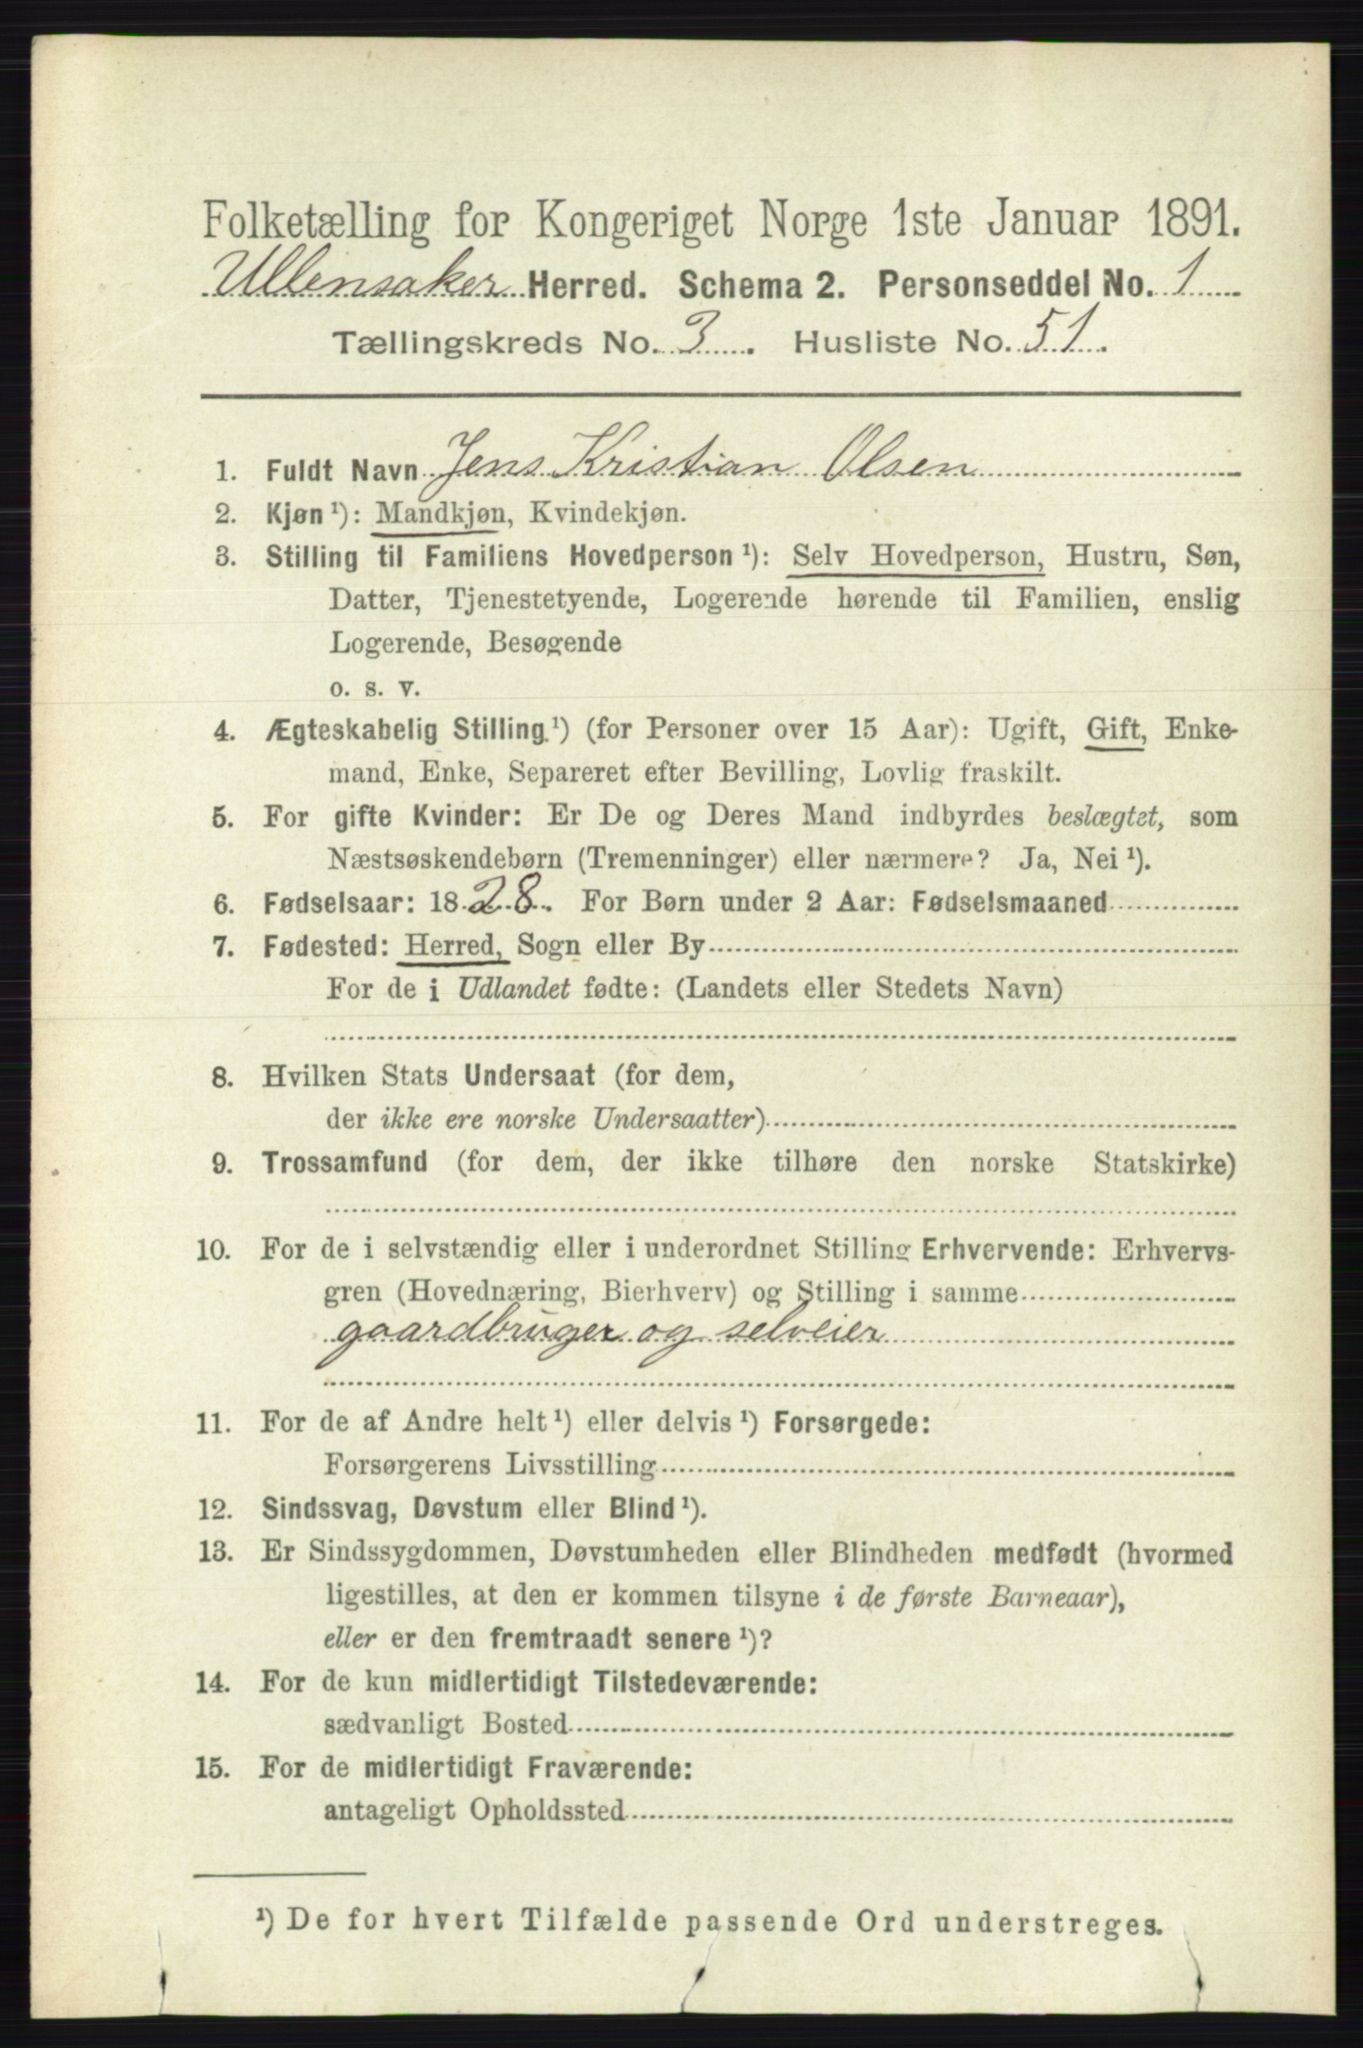 Folketælling for Kongeriget Norge 1ste Januar 1891.
Ullensaker Herred. Schema 2. Personseddel No. 1
Tællingskreds No. 3. Husliste No. 51.
1. Fuldt Navn Jens Kristian Olsen
2. Kjøn ¹): Mandkjøn, Kvindekjøn.
3. Stilling til Familiens Hovedperson ¹): Selv Hovedperson, Hustru, Søn,
Datter, Tjenestetyende, Logerende hørende til Familien, enslig
Logerende, Besøgende
o. s. v.
4. Ægteskabelig Stilling ¹) (for Personer over 15 Aar): Ugift, Gift, Enke-
mand, Enke, Separeret efter Bevilling, Lovlig fraskilt.
5. For gifte Kvinder: Er De og Deres Mand indbyrdes beslægtet, som
Næstsøskendebørn (Tremenninger) eller nærmere? Ja, Nei ¹).
6. Fødselsaar: 1828. For Børn under 2 Aar: Fødselsmaaned
7. Fødested: Herred, Sogn eller By
For de i Udlandet fødte: (Landets eller Stedets Navn)
8. Hvilken Stats Undersaat (for dem,
der ikke ere norske Undersaatter)
9. Trossamfund (for dem, der ikke tilhøre den norske Statskirke)
10. For de i selvstændig eller i underordnet Stilling Erhvervende: Erhvervs-
gren (Hovednæring, Bierhverv) og Stilling i samme
gaardbruger og selveier
11. For de af Andre helt ¹) eller delvis ¹) Forsørgede:
Forsørgerens Livsstilling
12. Sindssvag, Døvstum eller Blind ¹).
13. Er Sindssygdommen, Døvstumheden eller Blindheden medfødt (hvormed
ligestilles, at den er kommen tilsyne i de første Barneaar),
eller er den fremtraadt senere ¹)?
14. For de kun midlertidigt Tilstedeværende:
sædvanligt Bosted
15. For de midlertidigt Fraværende:
antageligt Opholdssted
¹) De for hvert Tilfælde passende Ord understreges.